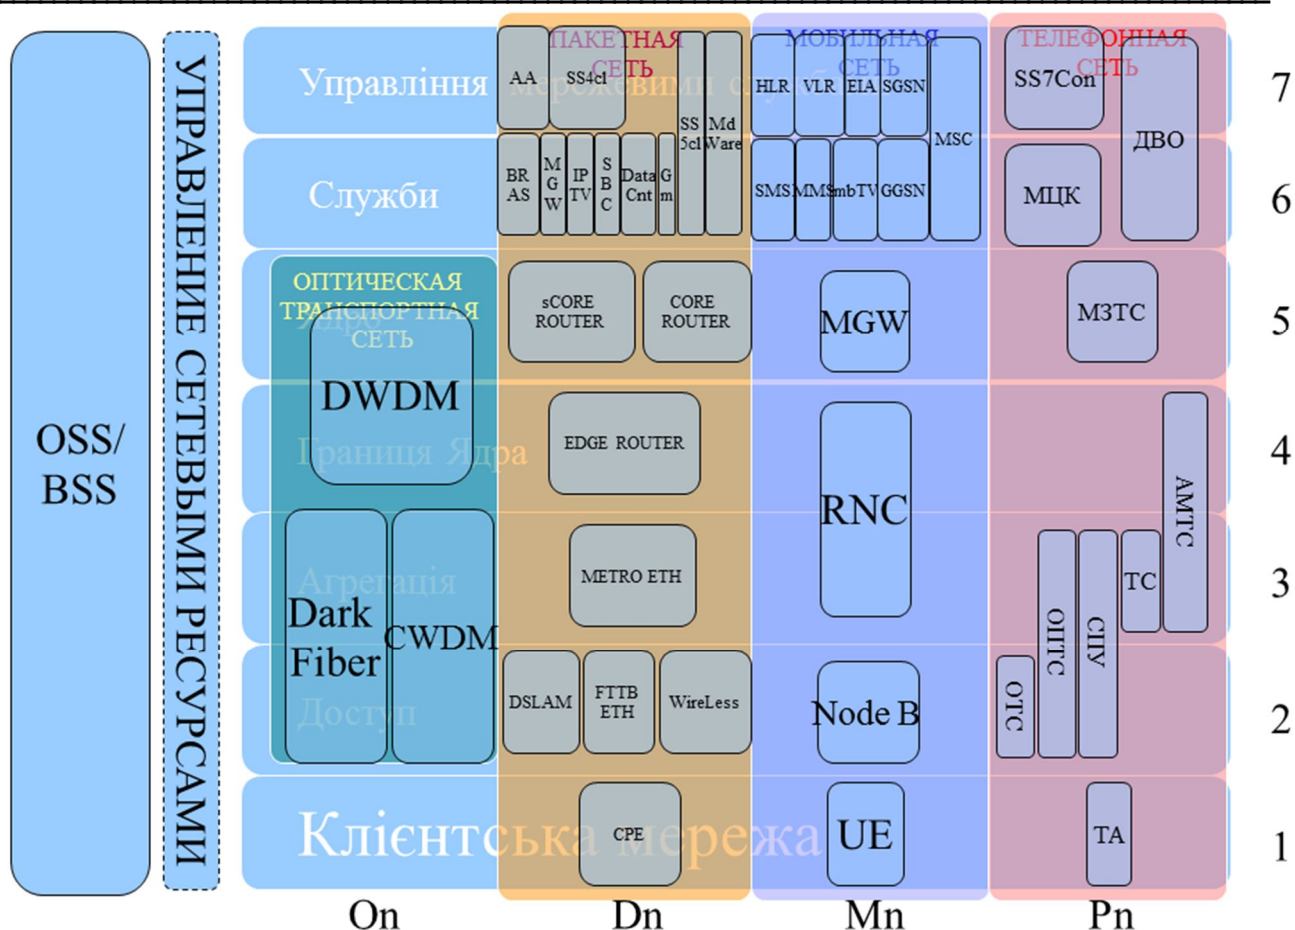 OSS/
BSS
УПРАВЛЕНИЕ СЕТЕВЫМИ РЕСУРСАМИ
ПАКЕТНАЯ
СЕТЬ
МОБИЛЬНАЯ
СЕТЬ
ТЕЛЕФОННАЯ
СЕТЬ
Управління мережевими служб
AA
SS4cl
SS
5cl
Md
Ware
HLR
VLR
EIA
SGSN
MSC
SS7Con
ДВО
7
Служби
BR
AS
M
G
W
IP
TV
S
B
C
Data
Cnt
G
m
SMS
MMS
mbTV
GGSN
МЦК
6
ОПТИЧЕСКАЯ
ТРАНСПОРТНАЯ
СЕТЬ
Ядро
sCORE
ROUTER
CORE
ROUTER
MGW
МЗТС
5
DWDM
Границя Ядра
EDGE ROUTER
RNC
АМТС
4
Агрегація
Dark
Fiber
CWDM
METRO ETH
ОПТС
СПУ
ТС
3
Доступ
DSLAM
FTTB
ETH
WireLess
Node B
ОТС
2
Клієнтська мережа
CPE
UE
ТА
1
On
Dn
Mn
Pn